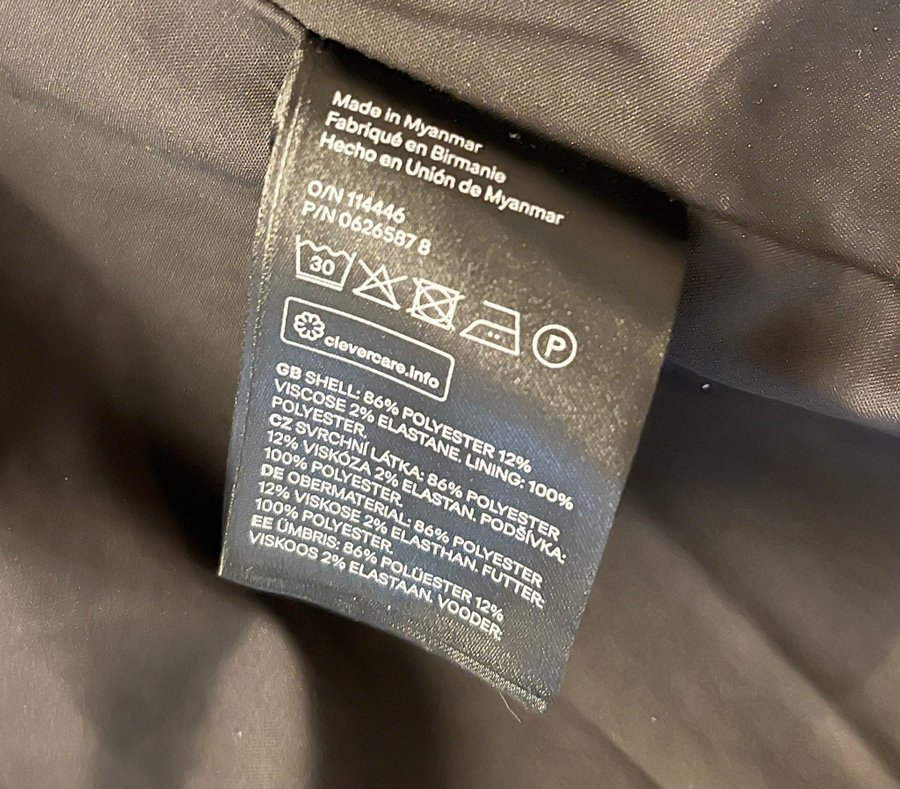 Made in Myanmar
Fabriqué en Birmanie
Hecho en Unión de Myanmar
O/N 114446
P/N 0626587 8
30
P
clevercare.info
GB SHELL: 86% POLYESTER 12%
VISCOSE 2% ELASTANE. LINING: 100%
POLYESTER.
CZ SVRCHNÍ LÁTKA: 86% POLYESTER
12% VISKÓZA 2% ELASTAN. PODŠÍVKA:
100% POLYESTER.
DE OBERMATERIAL: 86% POLYESTER
12% VISKOSE 2% ELASTHAN. FUTTER:
100% POLYESTER.
EE ÜMBRIS: 86% POLÜESTER 12%
VISKOOS 2% ELASTAAN. VOODER: